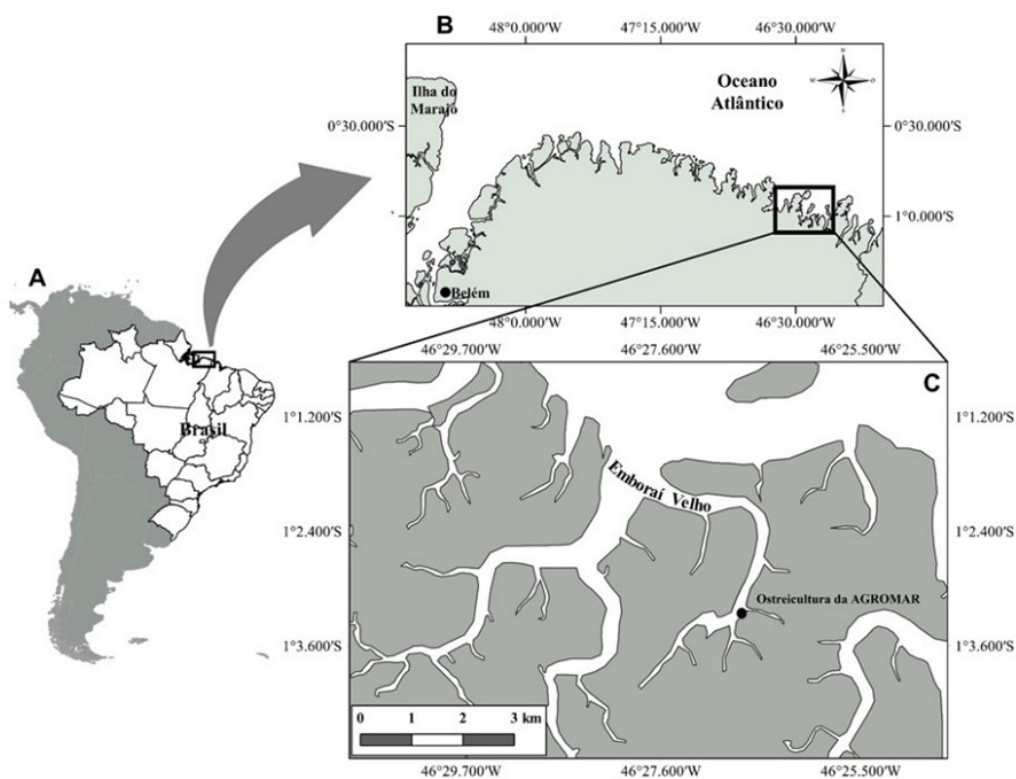 B
48°0.000'W 47°15.000'W 46°30.000'W
Oceano
Atlântico
N
W O
S
Ilha do
Marajó
0°30.000'S 0°30.000'S
1°0.000'S
Belém
48°0.000'W 47°15.000'W 46°30.000'W
A
Brasil
46°29.700'W 46°27.600'W 46°25.500'W
C
1°1.200'S 1°1.200'S
Emboraí Velho
1°2.400'S 1°2.400'S
Ostreicultura da AGROMAR
1°3.600'S 1°3.600'S
0 1 2 3 km
46°29.700'W 46°27.600'W 46°25.500'W